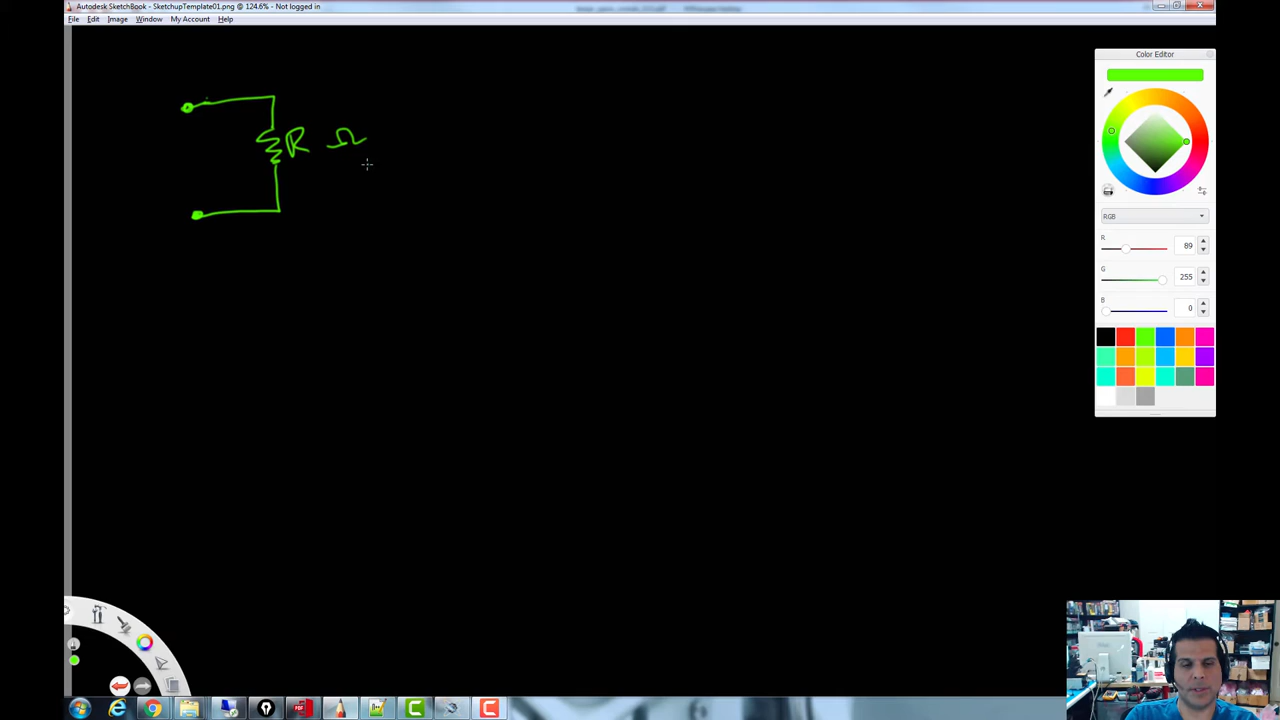 Autodesk SketchBook - SketchupTemplate01.png @ 124.6% - Not logged in
File Edit Image Window My Account Help
Color Editor
R Ω
RGB
R
89
G
255
B
0
PDF